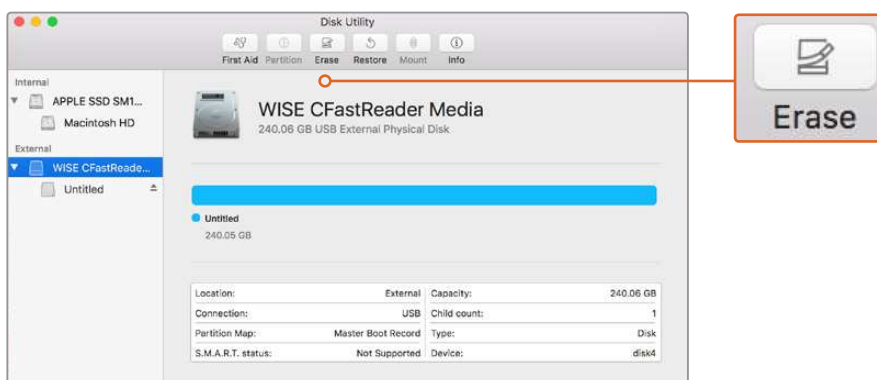 Disk Utility
First Aid Partition Erase Restore Mount Info
Erase
Internal
APPLE SSD SM1...
Macintosh HD
External
WISE CFastReade...
Untitled
WISE CFastReader Media
240.06 GB USB External Physical Disk
Untitled
240.05 GB
Location: External Capacity: 240.06 GB
Connection: USB Child count: 1
Partition Map: Master Boot Record Type: Disk
S.M.A.R.T. status: Not Supported Device: disk4